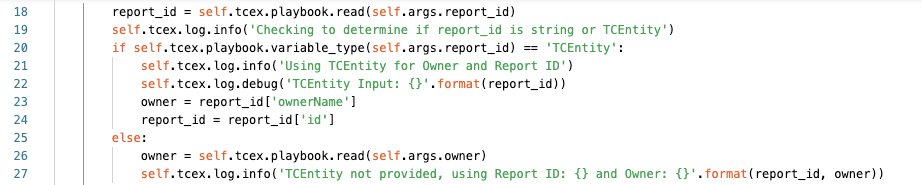 18 report_id = self.tcex.playbook.read(self.args.report_id)
19 self.tcex.log.info('Checking to determine if report_id is string or TCEntity')
20 if self.tcex.playbook.variable_type(self.args.report_id) == 'TCEntity':
21 self.tcex.log.info('Using TCEntity for Owner and Report ID')
22 self.tcex.log.debug('TCEntity Input: {}'.format(report_id))
23 owner = report_id['ownerName']
24 report_id = report_id['id']
25 else:
26 owner = self.tcex.playbook.read(self.args.owner)
27 self.tcex.log.info('TCEntity not provided, using Report ID: {} and Owner: {}'.format(report_id, owner))